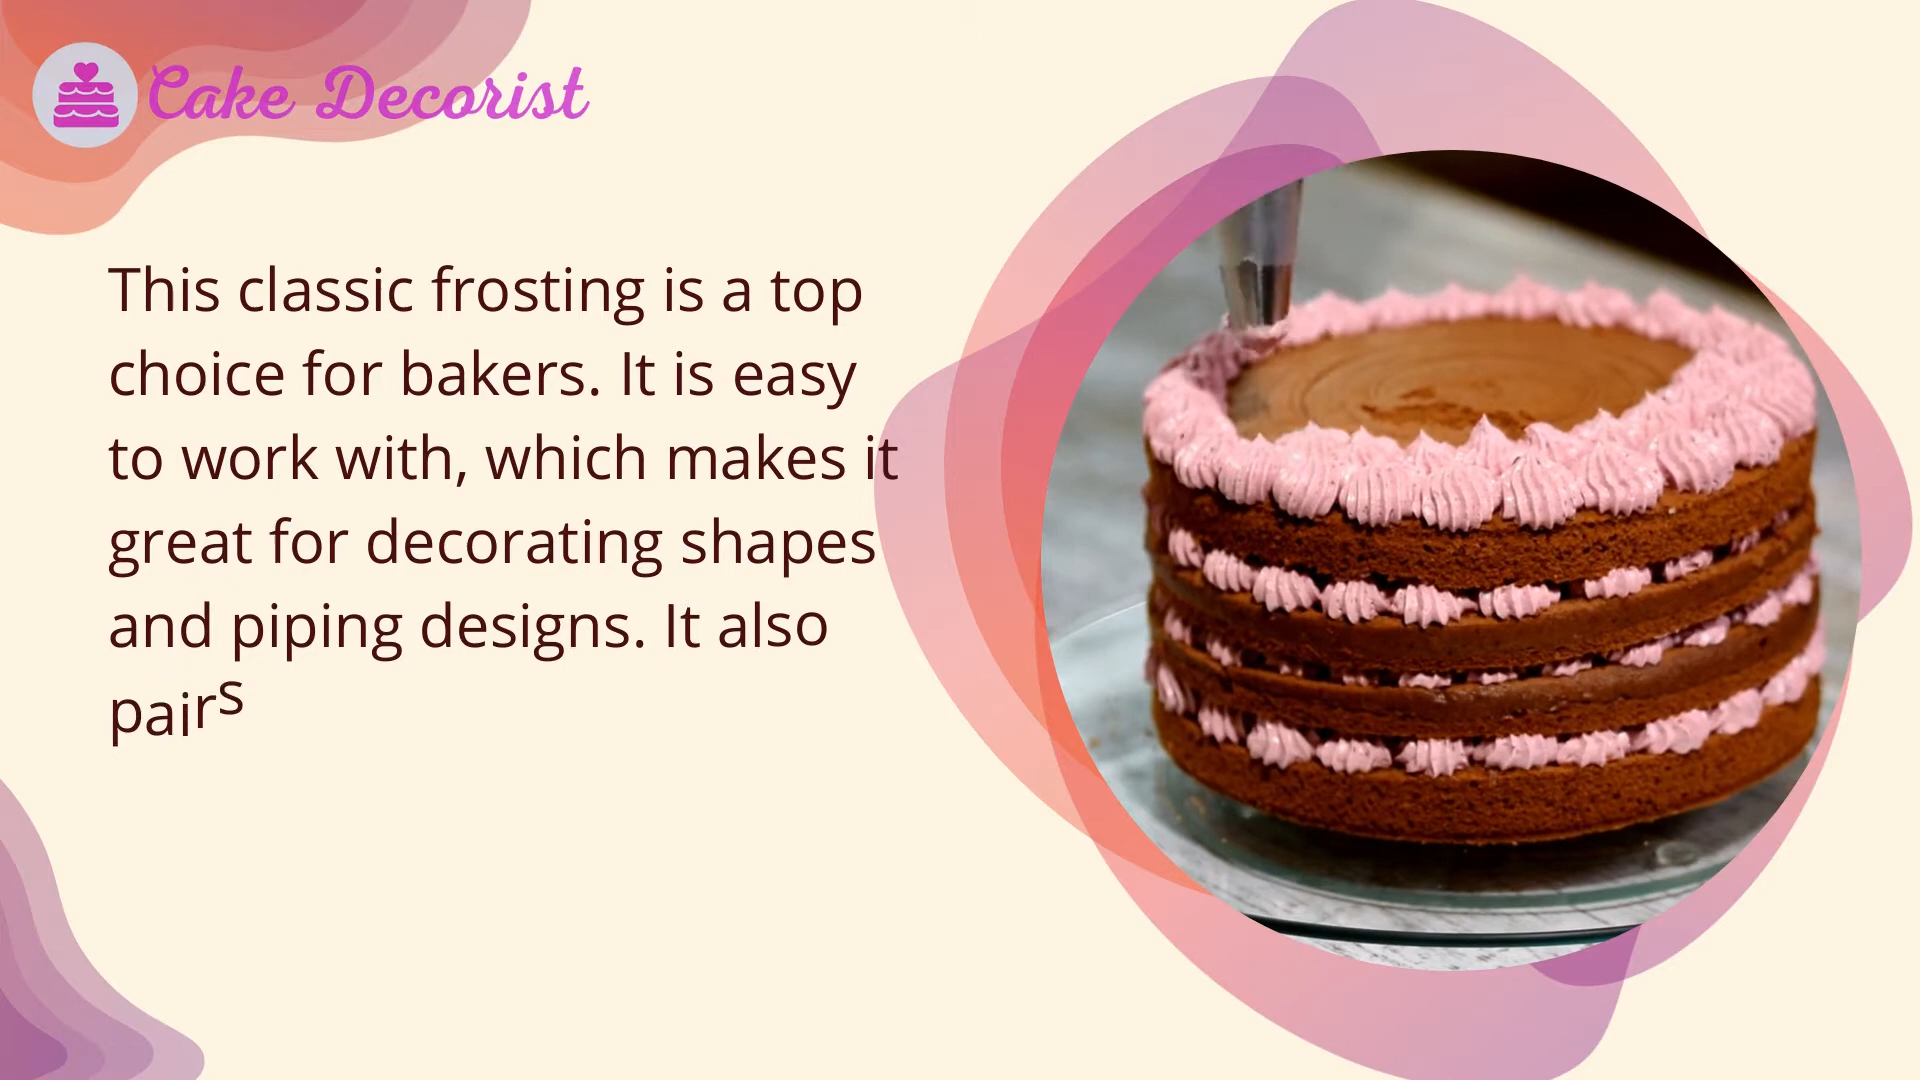 Cake Decorist
This classic frosting is a top
choice for bakers. It is easy
to work with, which makes it
great for decorating shapes
and piping designs. It also
pairs